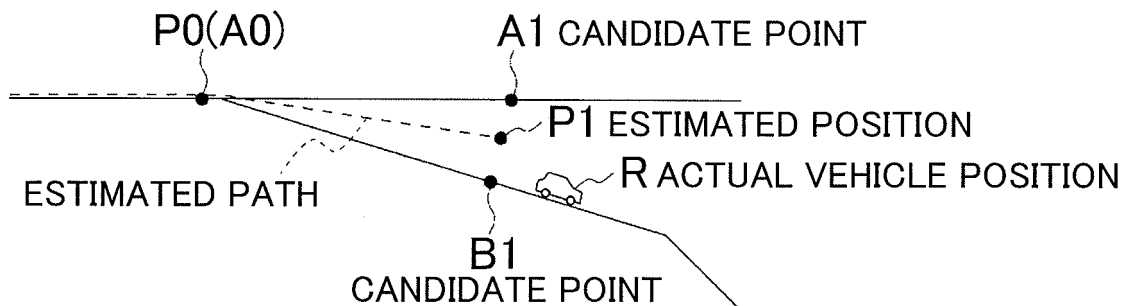 P0(A0)
A1 CANDIDATE POINT
P1 ESTIMATED POSITION
R ACTUAL VEHICLE POSITION
ESTIMATED PATH
B1
CANDIDATE POINT